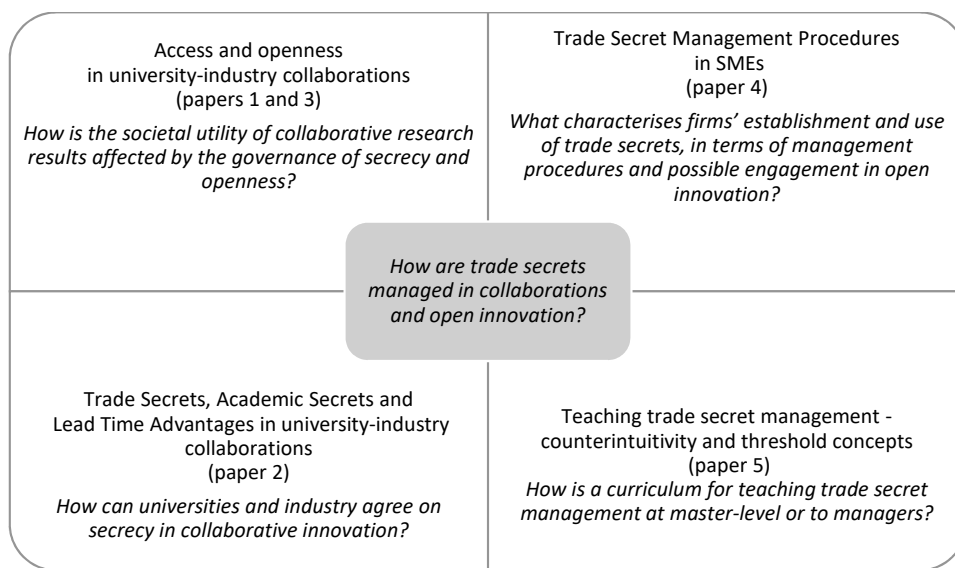 Access and openness
in university-industry collaborations
(papers 1 and 3)
How is the societal utility of collaborative research
results affected by the governance of secrecy and
openness?
Trade Secret Management Procedures
in SMEs
(paper 4)
What characterises firms' establishment and use
of trade secrets, in terms of management
procedures and possible engagement in open
innovation?
How are trade secrets
managed in collaborations
and open innovation?
Trade Secrets, Academic Secrets and
Lead Time Advantages in university-industry
collaborations
(paper 2)
How can universities and industry agree on
secrecy in collaborative innovation?
Teaching trade secret management -
counterintuitivity and threshold concepts
(paper 5)
How is a curriculum for teaching trade secret
management at master-level or to managers?